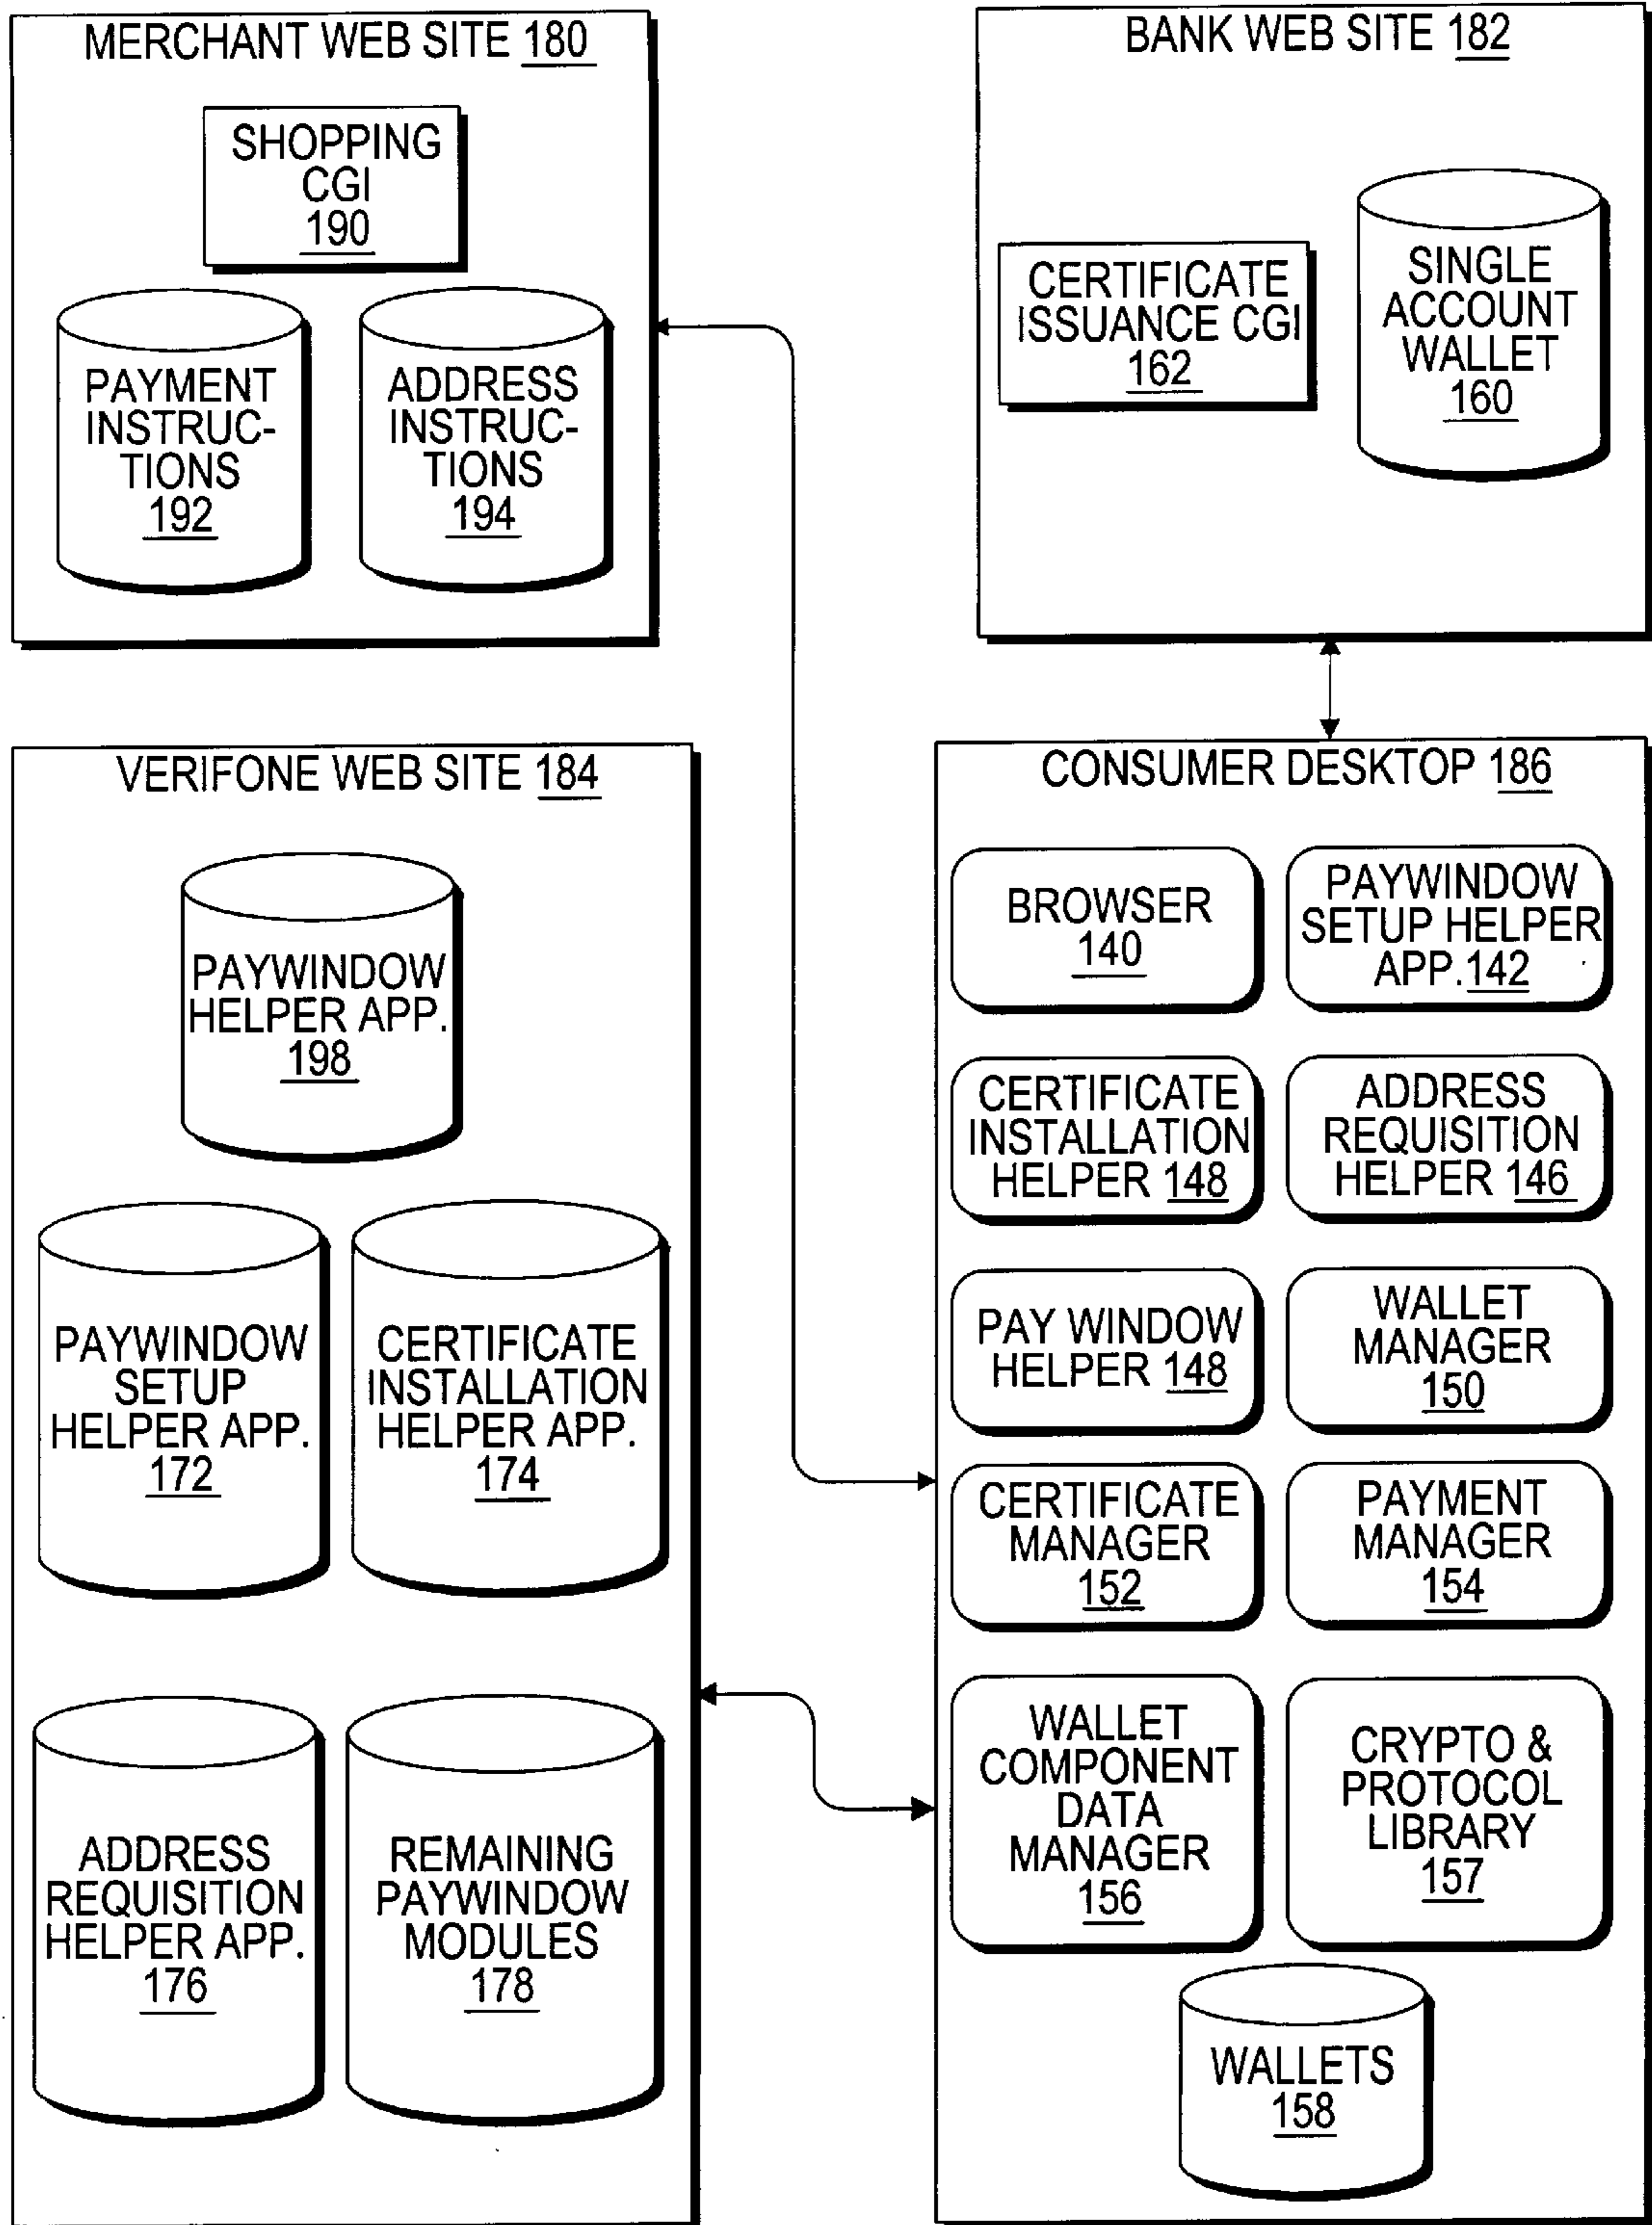 MERCHANT WEB SITE 180
SHOPPING
CGI
190
PAYMENT
INSTRUC-
TIONS
192
ADDRESS
INSTRUC-
TIONS
194
BANK WEB SITE 182
CERTIFICATE
ISSUANCE CGI
162
SINGLE
ACCOUNT
WALLET
160
VERIFONE WEB SITE 184
PAYWINDOW
HELPER APP.
198
PAYWINDOW
SETUP
HELPER APP.
172
CERTIFICATE
INSTALLATION
HELPER APP.
174
ADDRESS
REQUISITION
HELPER APP.
176
REMAINING
PAYWINDOW
MODULES
178
CONSUMER DESKTOP 186
BROWSER
140
PAYWINDOW
SETUP HELPER
APP. 142
CERTIFICATE
INSTALLATION
HELPER 148
ADDRESS
REQUISITION
HELPER 146
PAY WINDOW
HELPER 148
WALLET
MANAGER
150
CERTIFICATE
MANAGER
152
PAYMENT
MANAGER
154
WALLET
COMPONENT
DATA
MANAGER
156
CRYPTO &
PROTOCOL
LIBRARY
157
WALLETS
158